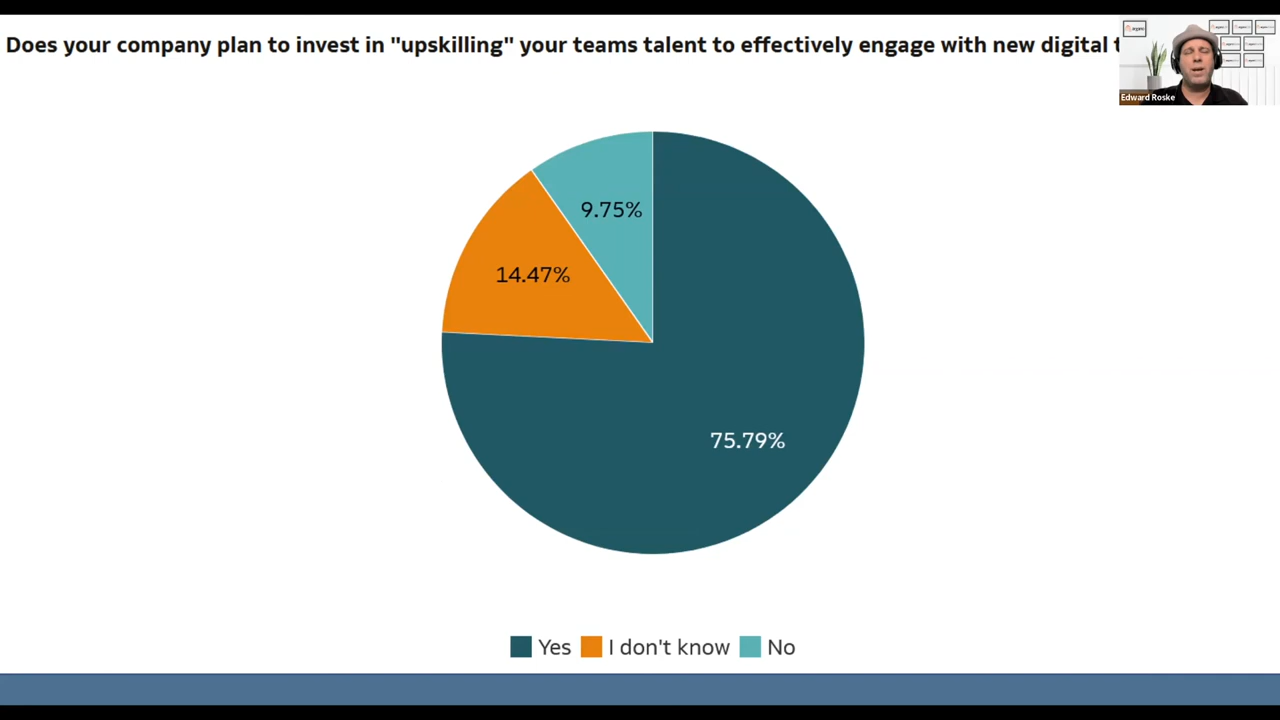 Does your company plan to invest in "upskilling" your teams talent to effectively engage with new digital
Edward Roske
9.75%
14.47%
75.79%
Yes I don't know No